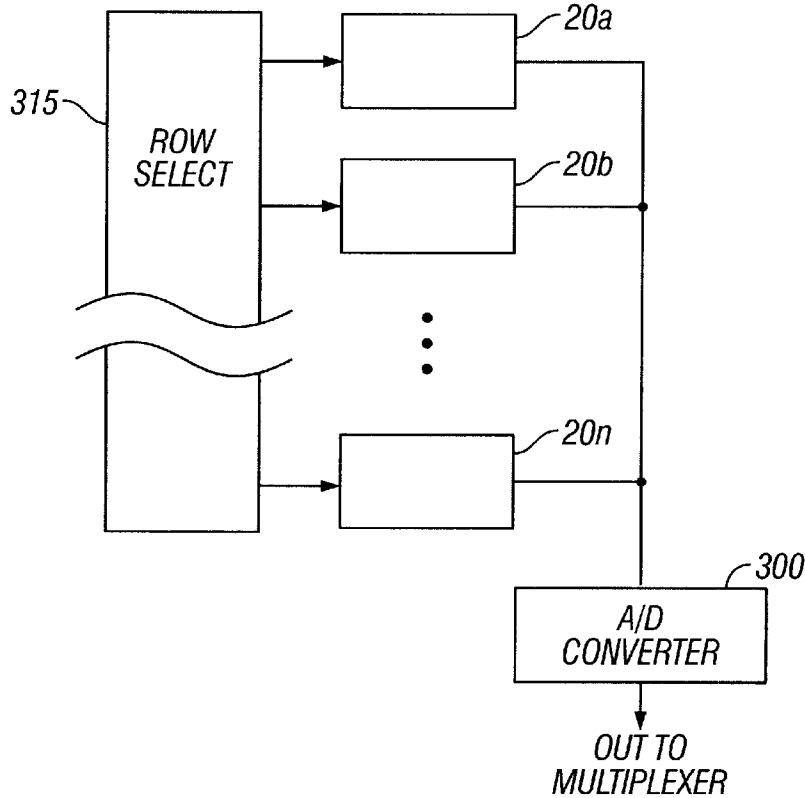 20a
315
ROW
SELECT
20b
20n
300
A/D
CONVERTER
OUT TO
MULTIPLEXER